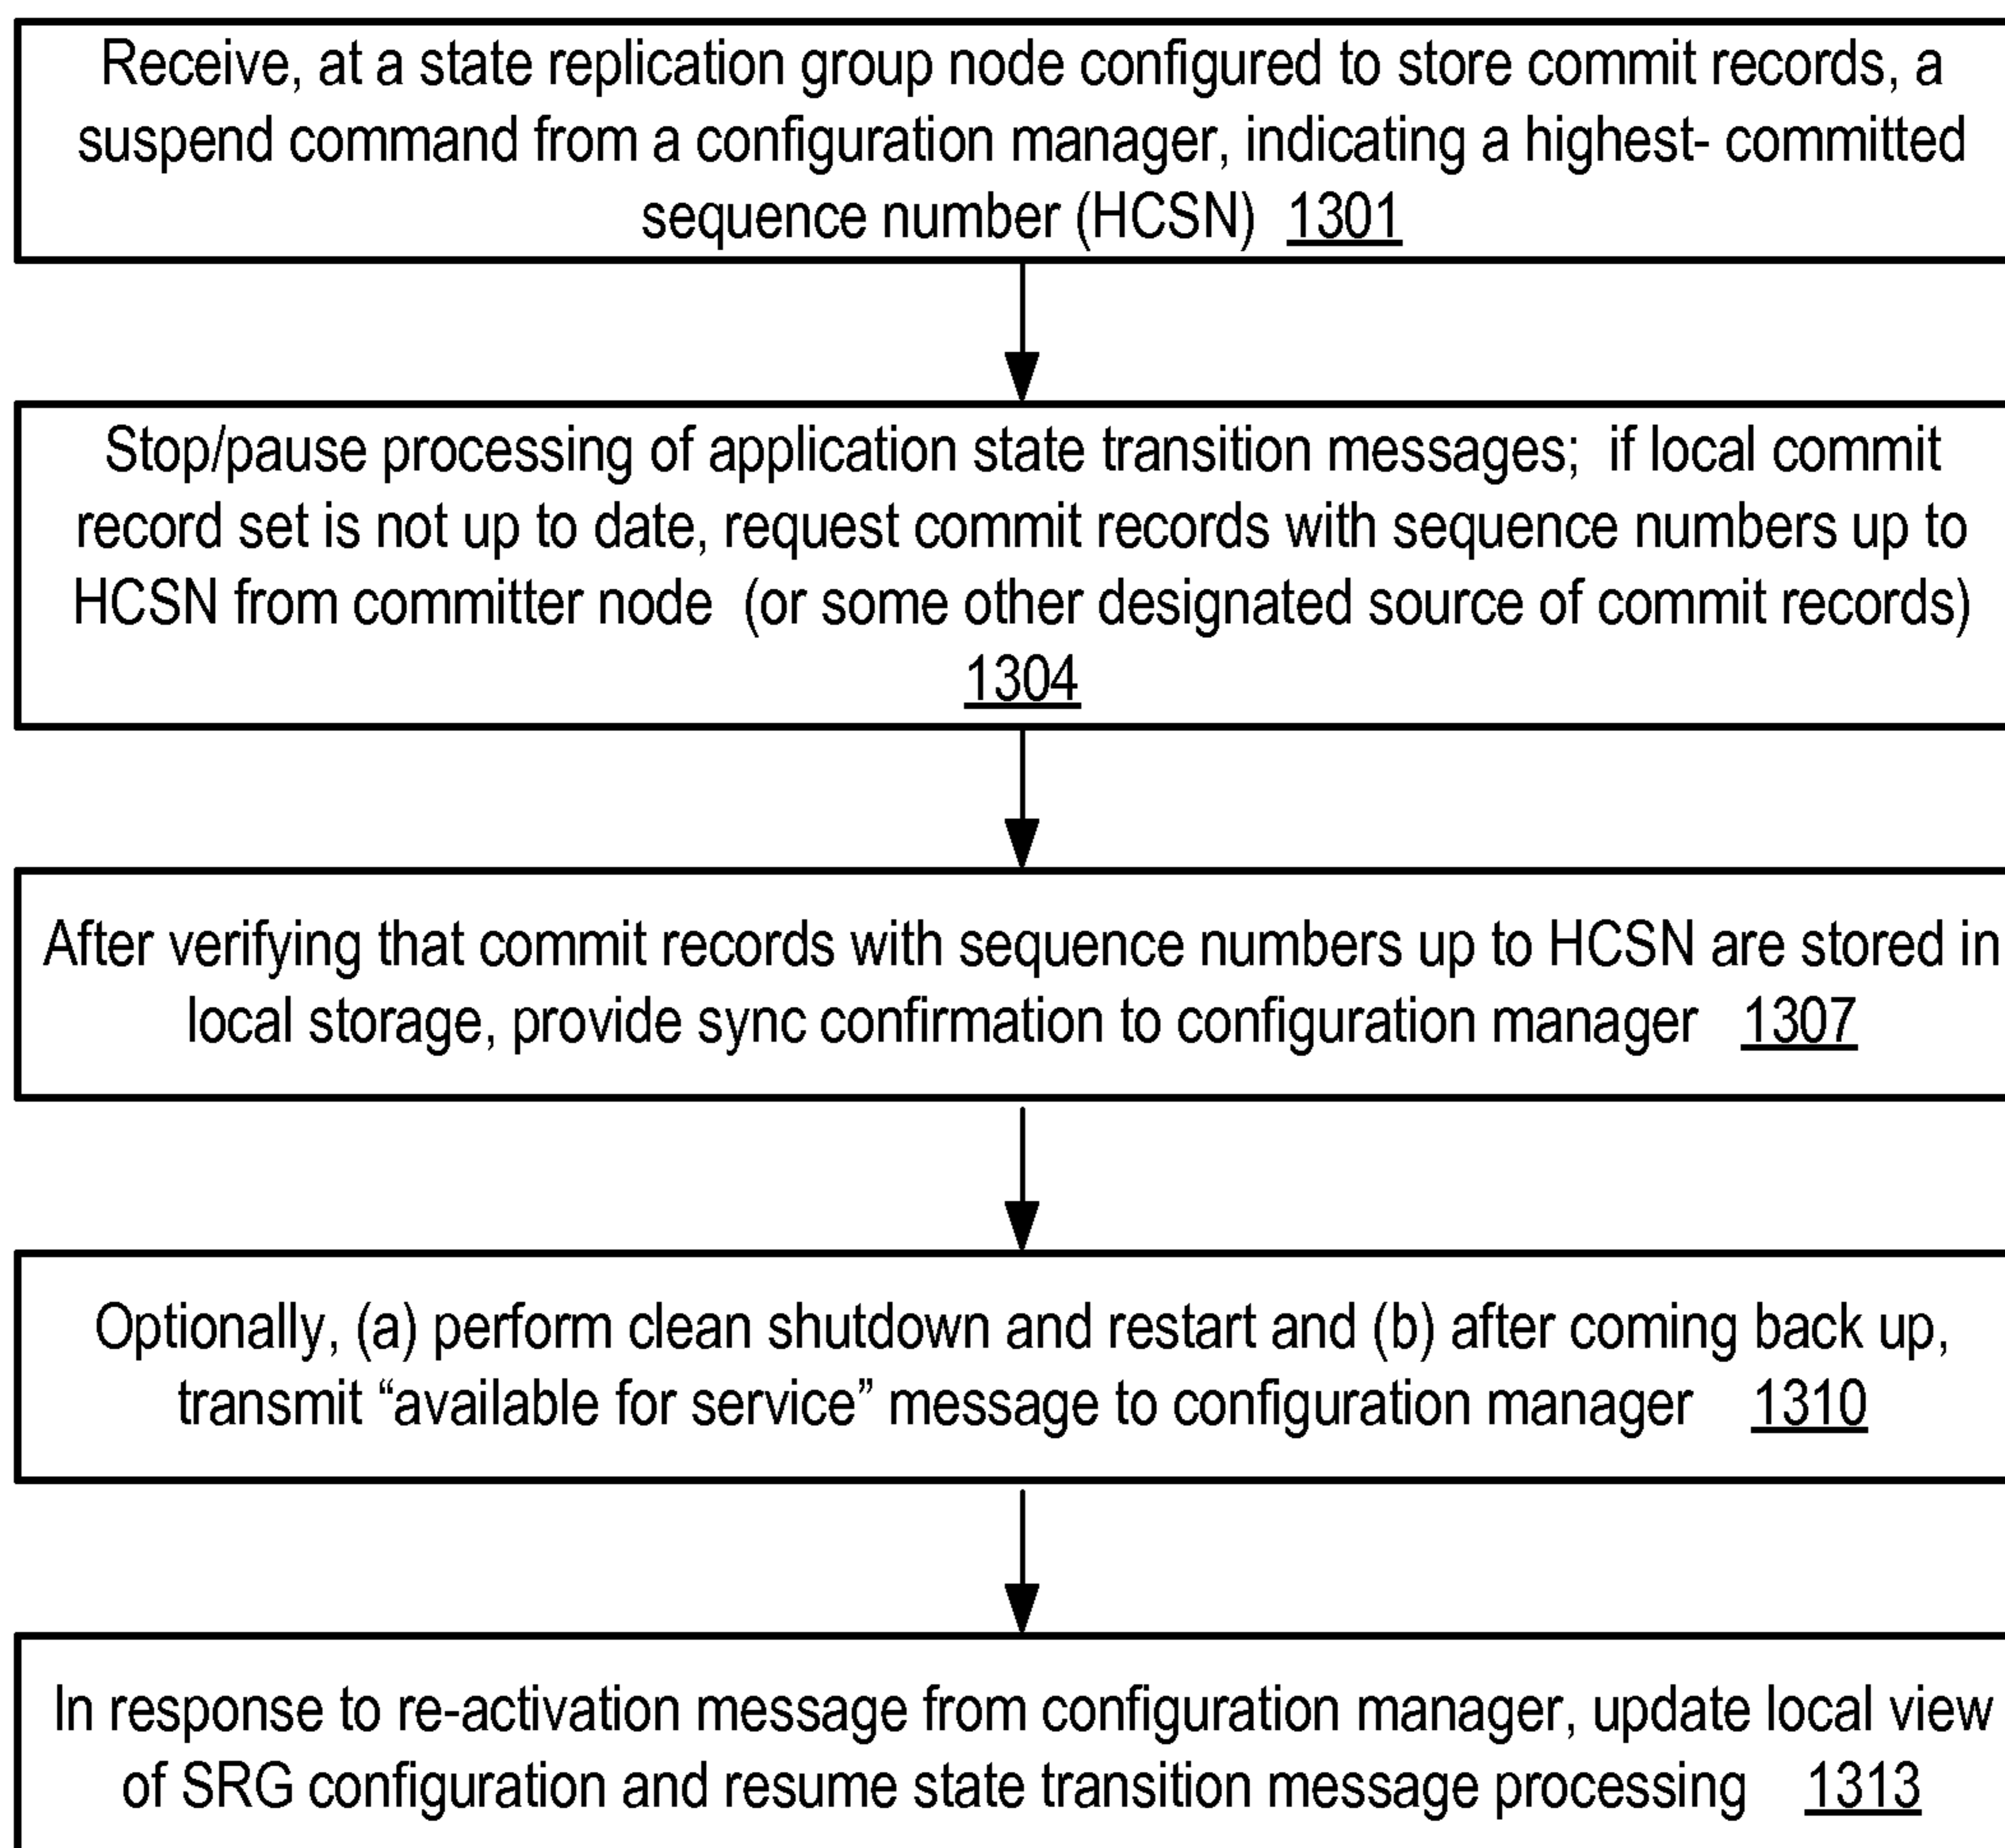 Receive, at a state replication group node configured to store commit records, a
suspend command from a configuration manager, indicating a highest- committed
sequence number (HCSN) 1301
Stop/pause processing of application state transition messages; if local commit
record set is not up to date, request commit records with sequence numbers up to
HCSN from committer node (or some other designated source of commit records)
1304
After verifying that commit records with sequence numbers up to HCSN are stored in
local storage, provide sync confirmation to configuration manager 1307
Optionally, (a) perform clean shutdown and restart and (b) after coming back up,
transmit “available for service” message to configuration manager 1310
In response to re-activation message from configuration manager, update local view
of SRG configuration and resume state transition message processing 1313